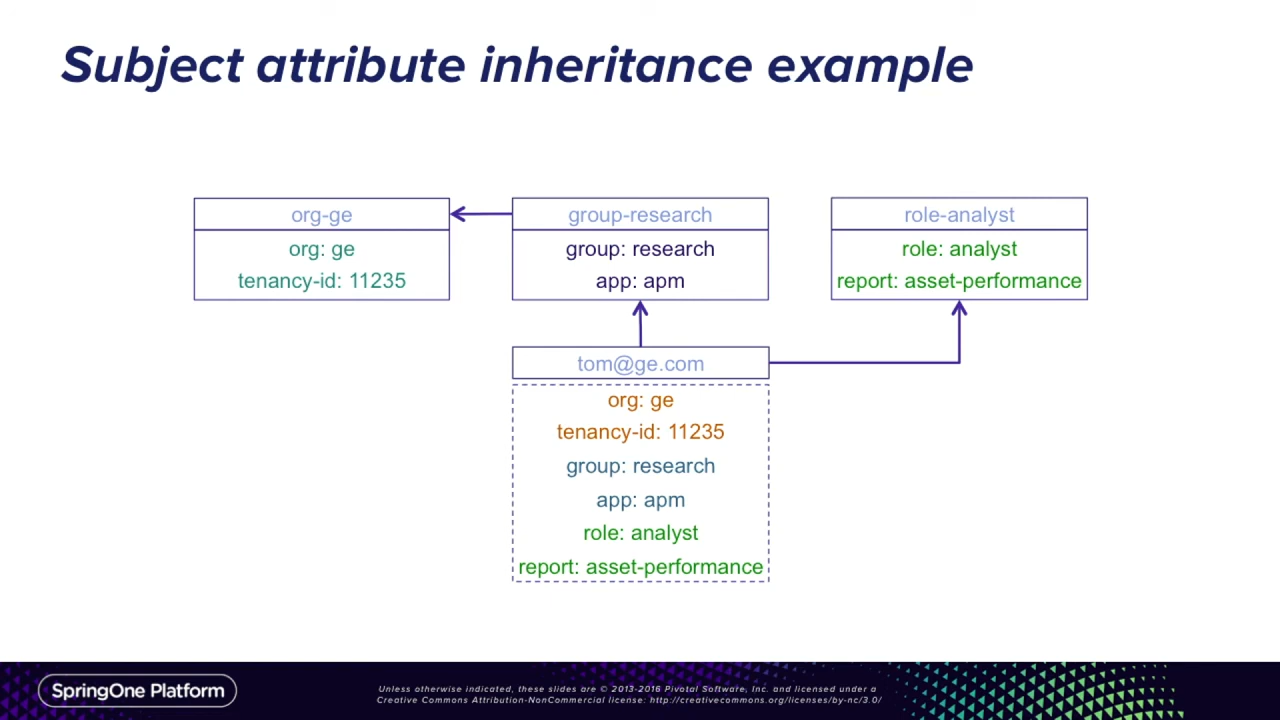 Subject attribute inheritance example
org-ge
org: ge
tenancy-id: 11235
group-research
group: research
app: apm
role-analyst
role: analyst
report: asset-performance
tom@ge.com
org: ge
tenancy-id: 11235
group: research
app: apm
role: analyst
report: asset-performance
SpringOne Platform
Unless otherwise indicated, these slides are © 2013-2016 Pivotal Software, Inc. and licensed under a
Creative Commons Attribution-NonCommercial license: http://creativecommons.org/licenses/by-nc/3.0/